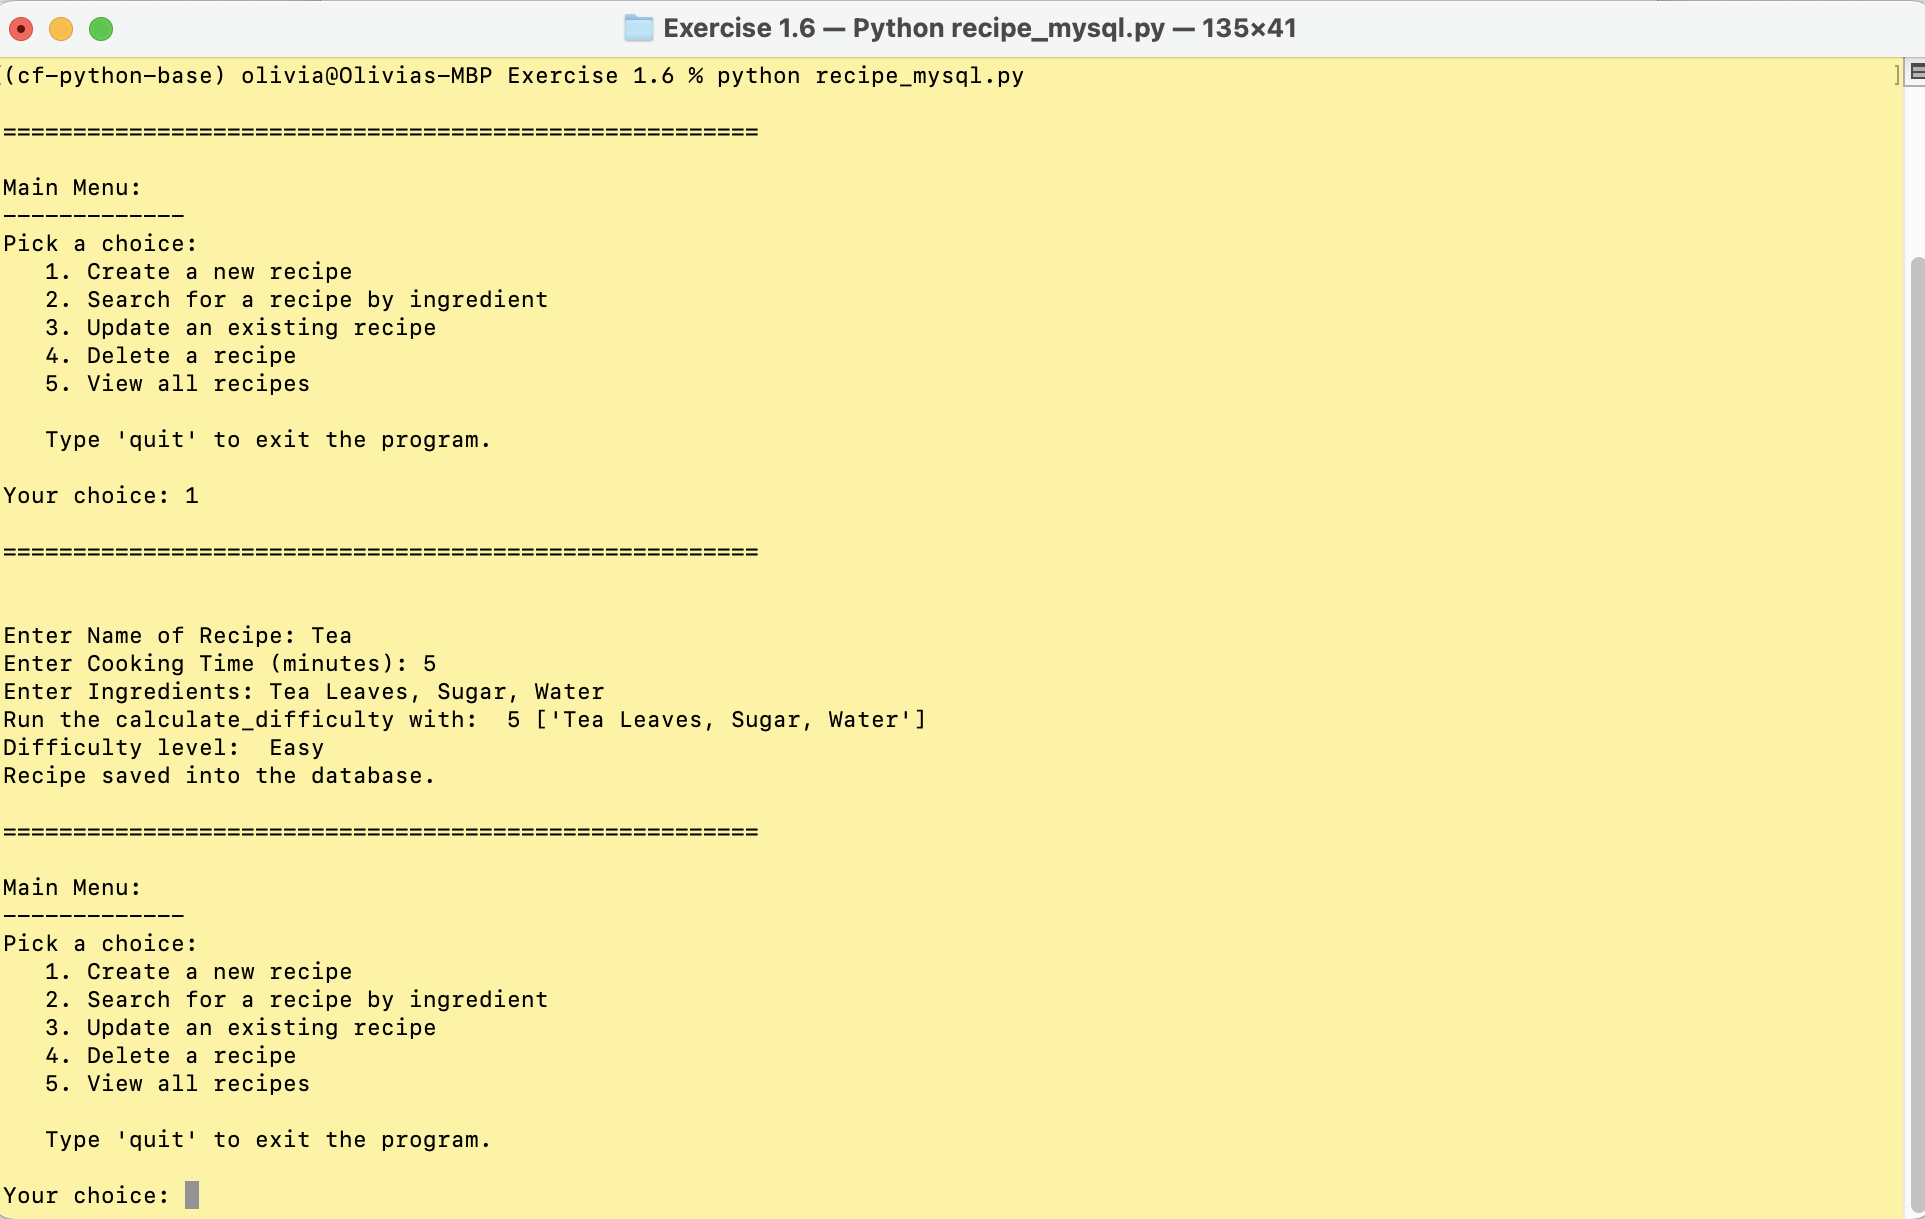 Exercise 1.6 — Python recipe_mysql.py — 135×41
(cf-python-base) olivia@Olivias-MBP Exercise 1.6 % python recipe_mysql.py
======================================================
Main Menu:
-------------
Pick a choice:
   1. Create a new recipe
   2. Search for a recipe by ingredient
   3. Update an existing recipe
   4. Delete a recipe
   5. View all recipes
   Type 'quit' to exit the program.
Your choice: 1
======================================================
Enter Name of Recipe: Tea
Enter Cooking Time (minutes): 5
Enter Ingredients: Tea Leaves, Sugar, Water
Run the calculate_difficulty with:  5 ['Tea Leaves, Sugar, Water']
Difficulty level:  Easy
Recipe saved into the database.
======================================================
Main Menu:
-------------
Pick a choice:
   1. Create a new recipe
   2. Search for a recipe by ingredient
   3. Update an existing recipe
   4. Delete a recipe
   5. View all recipes
   Type 'quit' to exit the program.
Your choice: